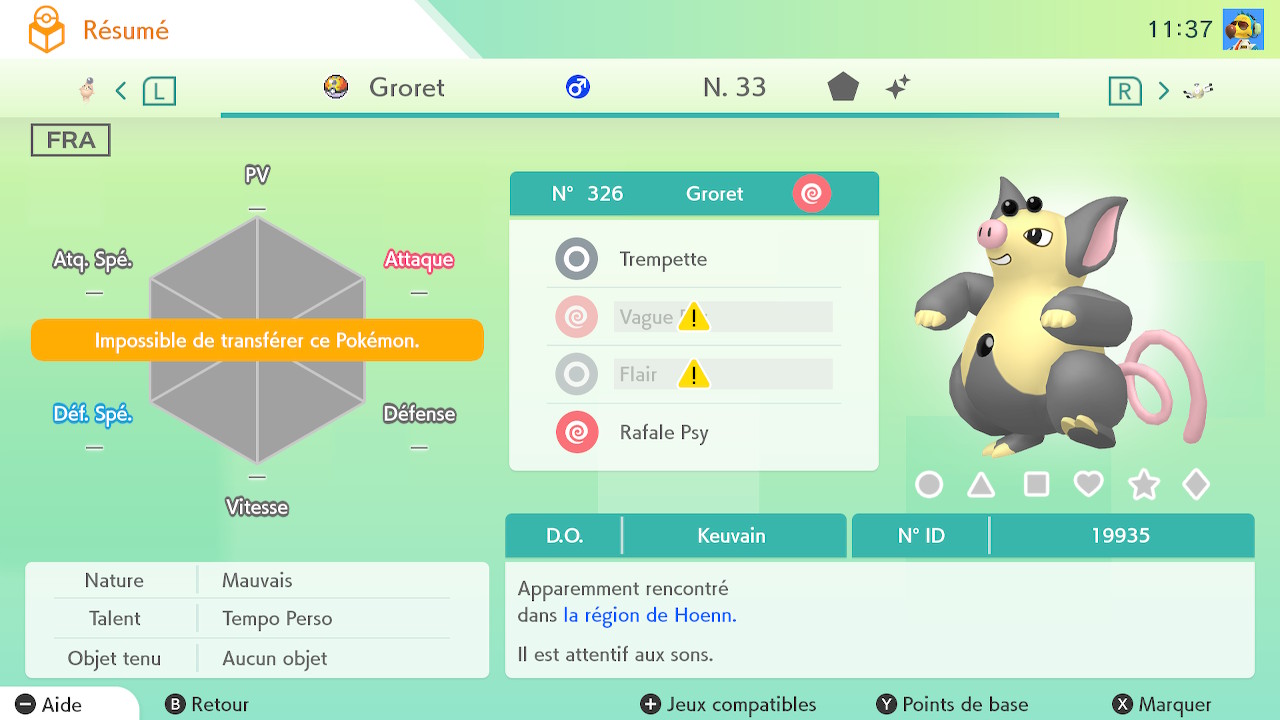 Résumé
11:37
L
Groret
N. 33
R
FRA
PV
—
Atq. Spé.
—
Attaque
—
Impossible de transférer ce Pokémon.
Déf. Spé.
—
Défense
—
—
Vitesse
N° 326 Groret
Trempette
Vague
Flair
Rafale Psy
D.O. Keuvain
N° ID 19935
Nature Mauvais
Talent Tempo Perso
Objet tenu Aucun objet
Apparemment rencontré
dans la région de Hoenn.
Il est attentif aux sons.
Aide
B Retour
Jeux compatibles
Y Points de base
X Marquer